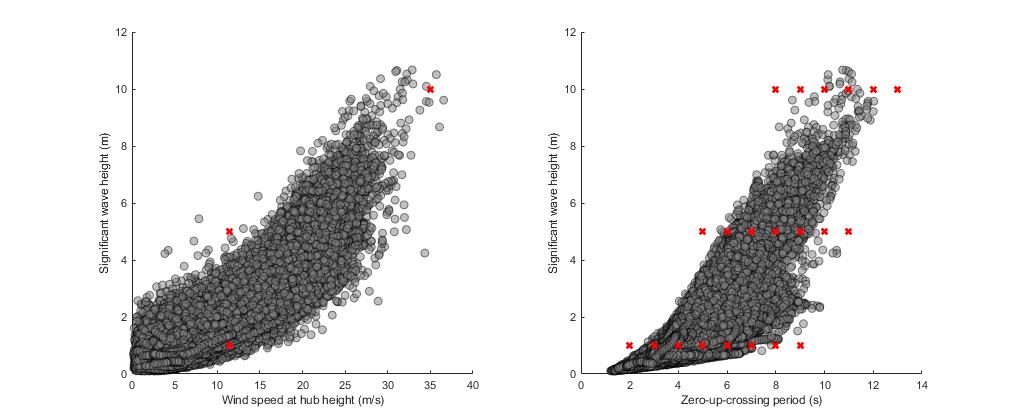 12
10
8
6
4
2
0
Significant wave height (m)
0 5 10 15 20 25 30 35 40
Wind speed at hub height (m/s)
12
10
8
6
4
2
0
Significant wave height (m)
0 2 4 6 8 10 12 14
Zero-up-crossing period (s)